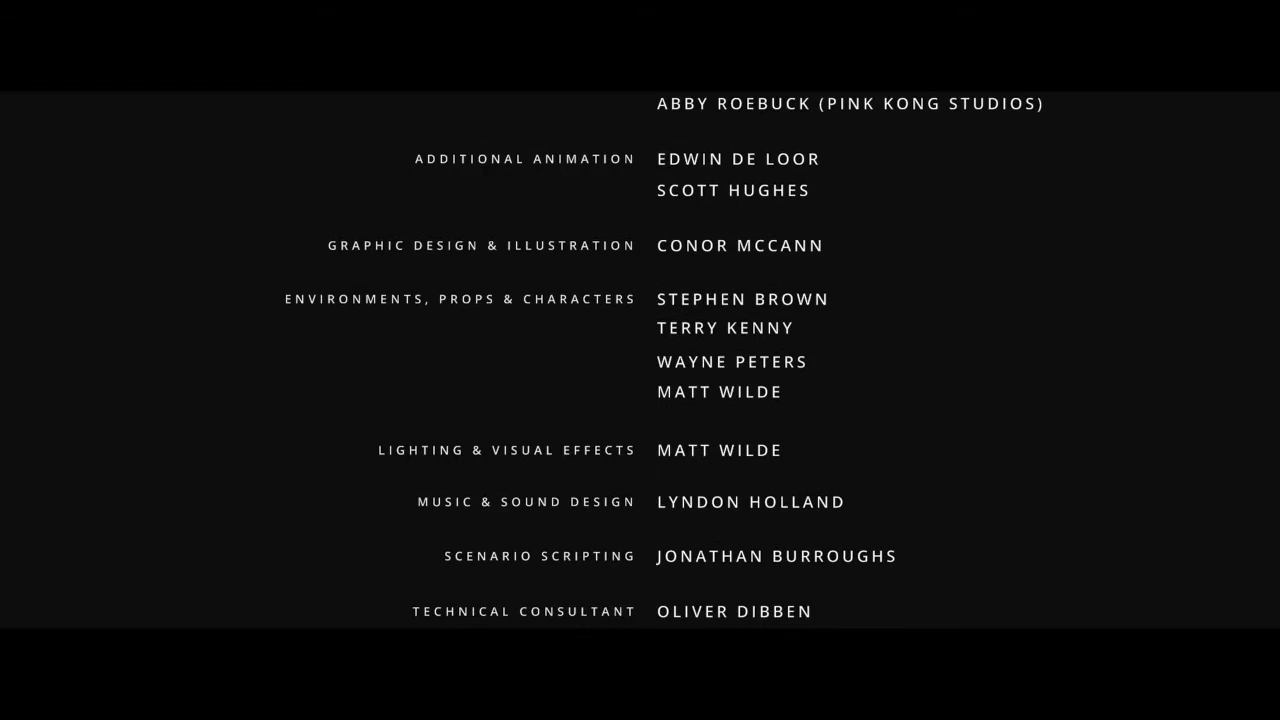 ABBY ROEBUCK (PINK KONG STUDIOS)
ADDITIONAL ANIMATION EDWIN DE LOOR
SCOTT HUGHES
GRAPHIC DESIGN & ILLUSTRATION CONOR MCCANN
ENVIRONMENTS, PROPS & CHARACTERS STEPHEN BROWN
TERRY KENNY
WAYNE PETERS
MATT WILDE
LIGHTING & VISUAL EFFECTS MATT WILDE
MUSIC & SOUND DESIGN LYNDON HOLLAND
SCENARIO SCRIPTING JONATHAN BURROUGHS
TECHNICAL CONSULTANT OLIVER DIBBEN